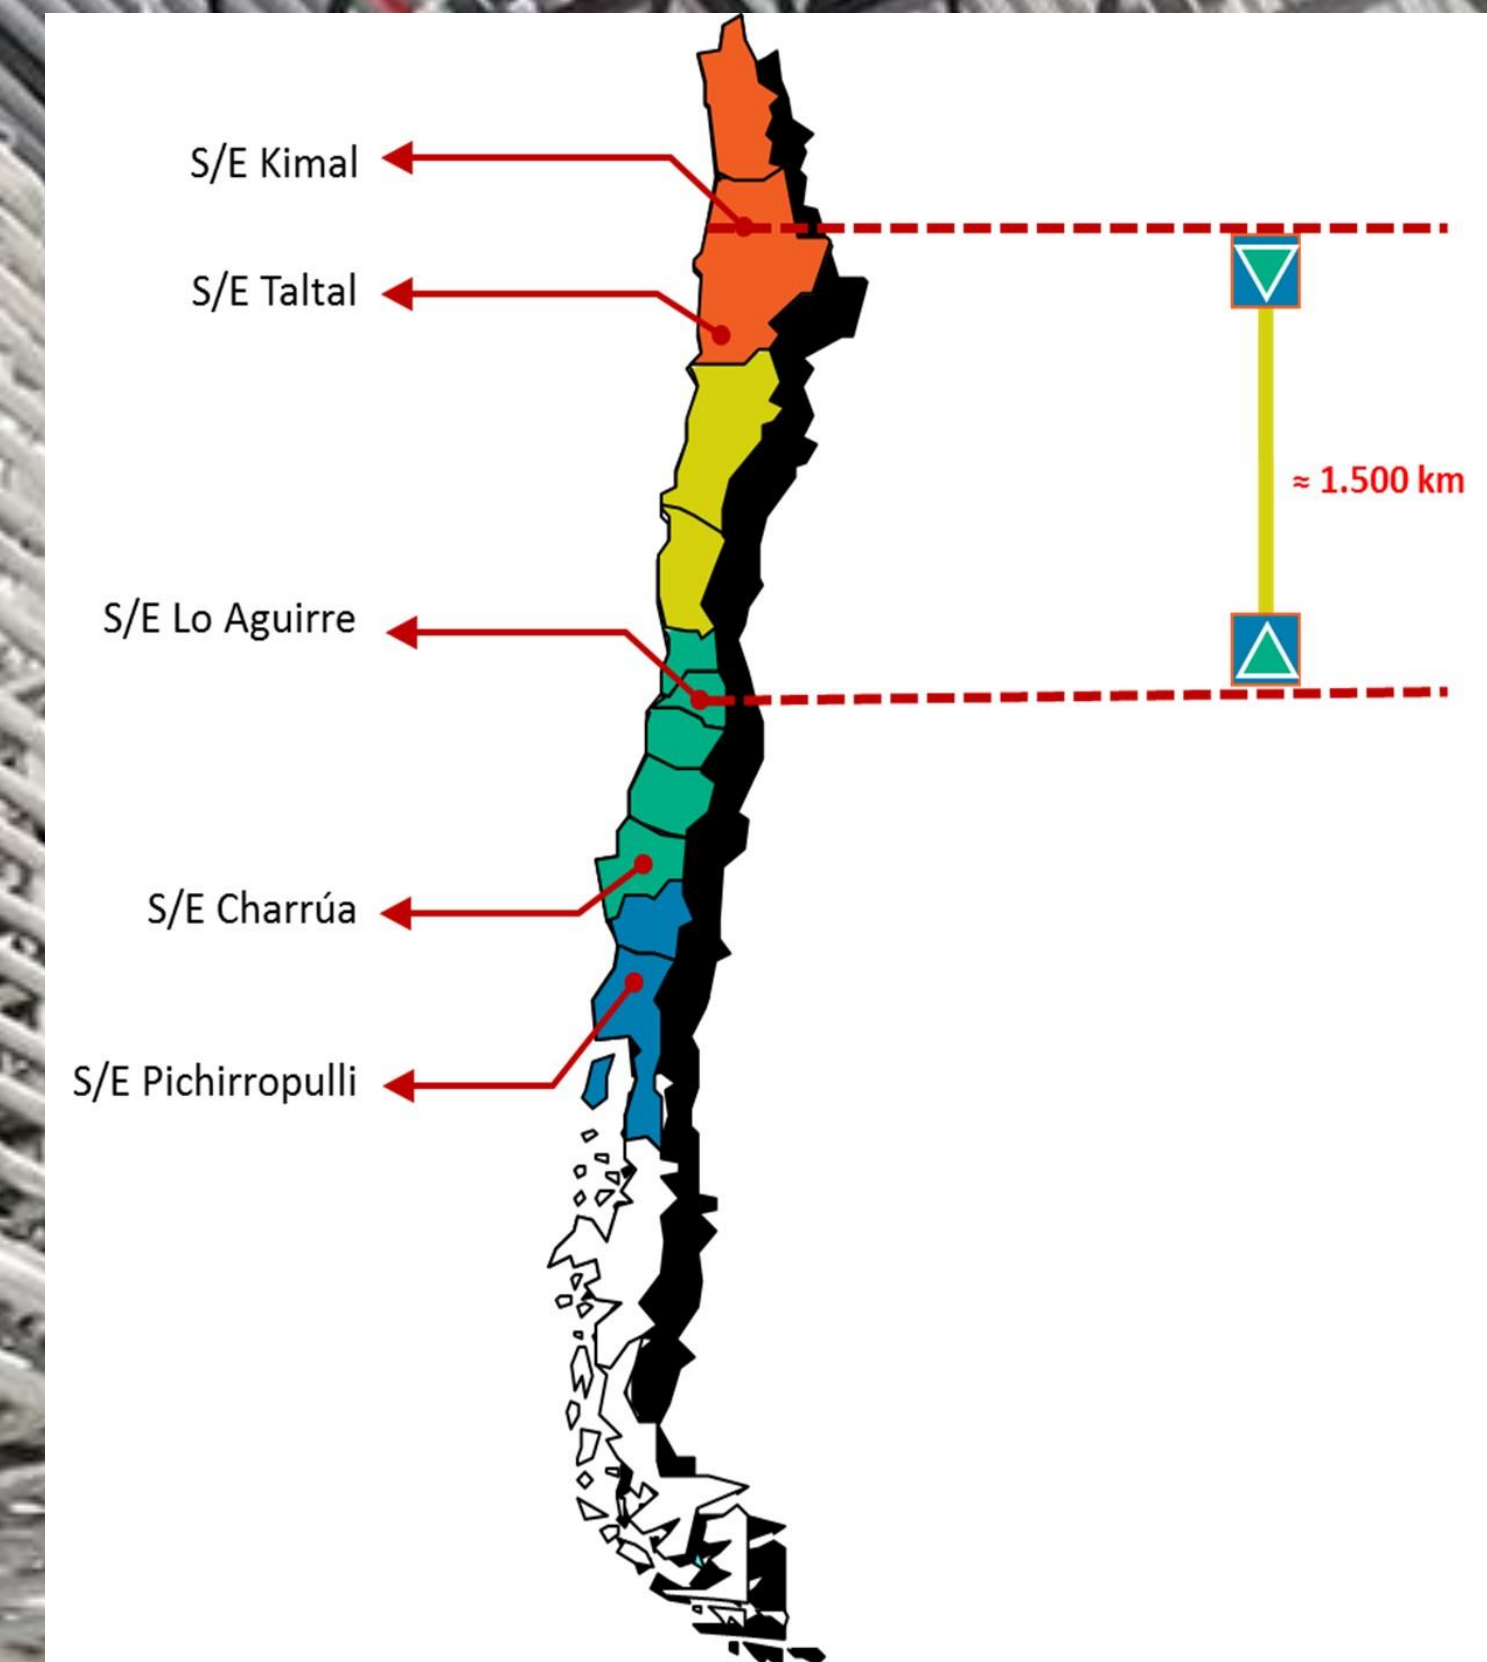 S/E Kimal
S/E Taltal
≈ 1.500 km
S/E Lo Aguirre
S/E Charrúa
S/E Pichirropulli